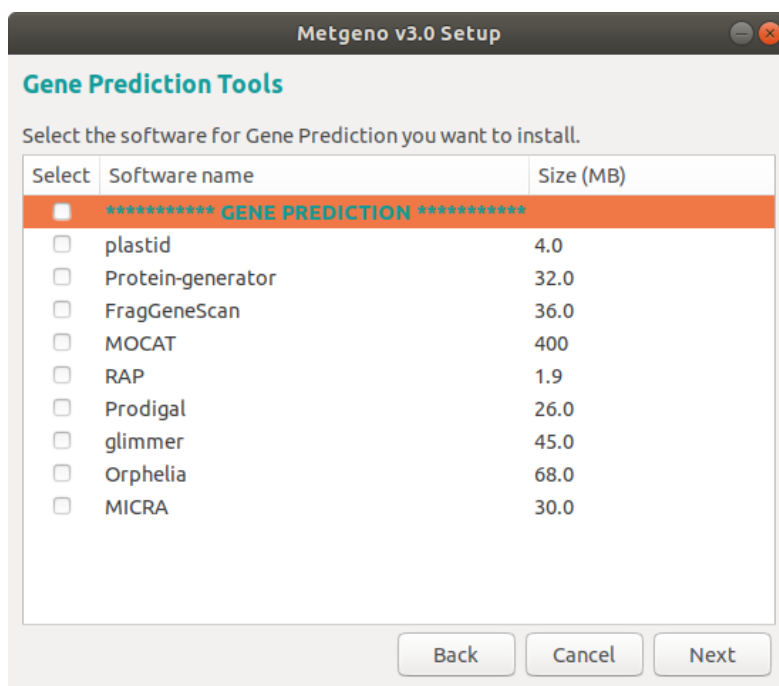 Metgeno v3.0 Setup
Gene Prediction Tools
Select the software for Gene Prediction you want to install.
Select Software name Size (MB)
*********** GENE PREDICTION ***********
plastid 4.0
Protein-generator 32.0
FragGeneScan 36.0
MOCAT 400
RAP 1.9
Prodigal 26.0
glimmer 45.0
Orphelia 68.0
MICRA 30.0
Back Cancel Next